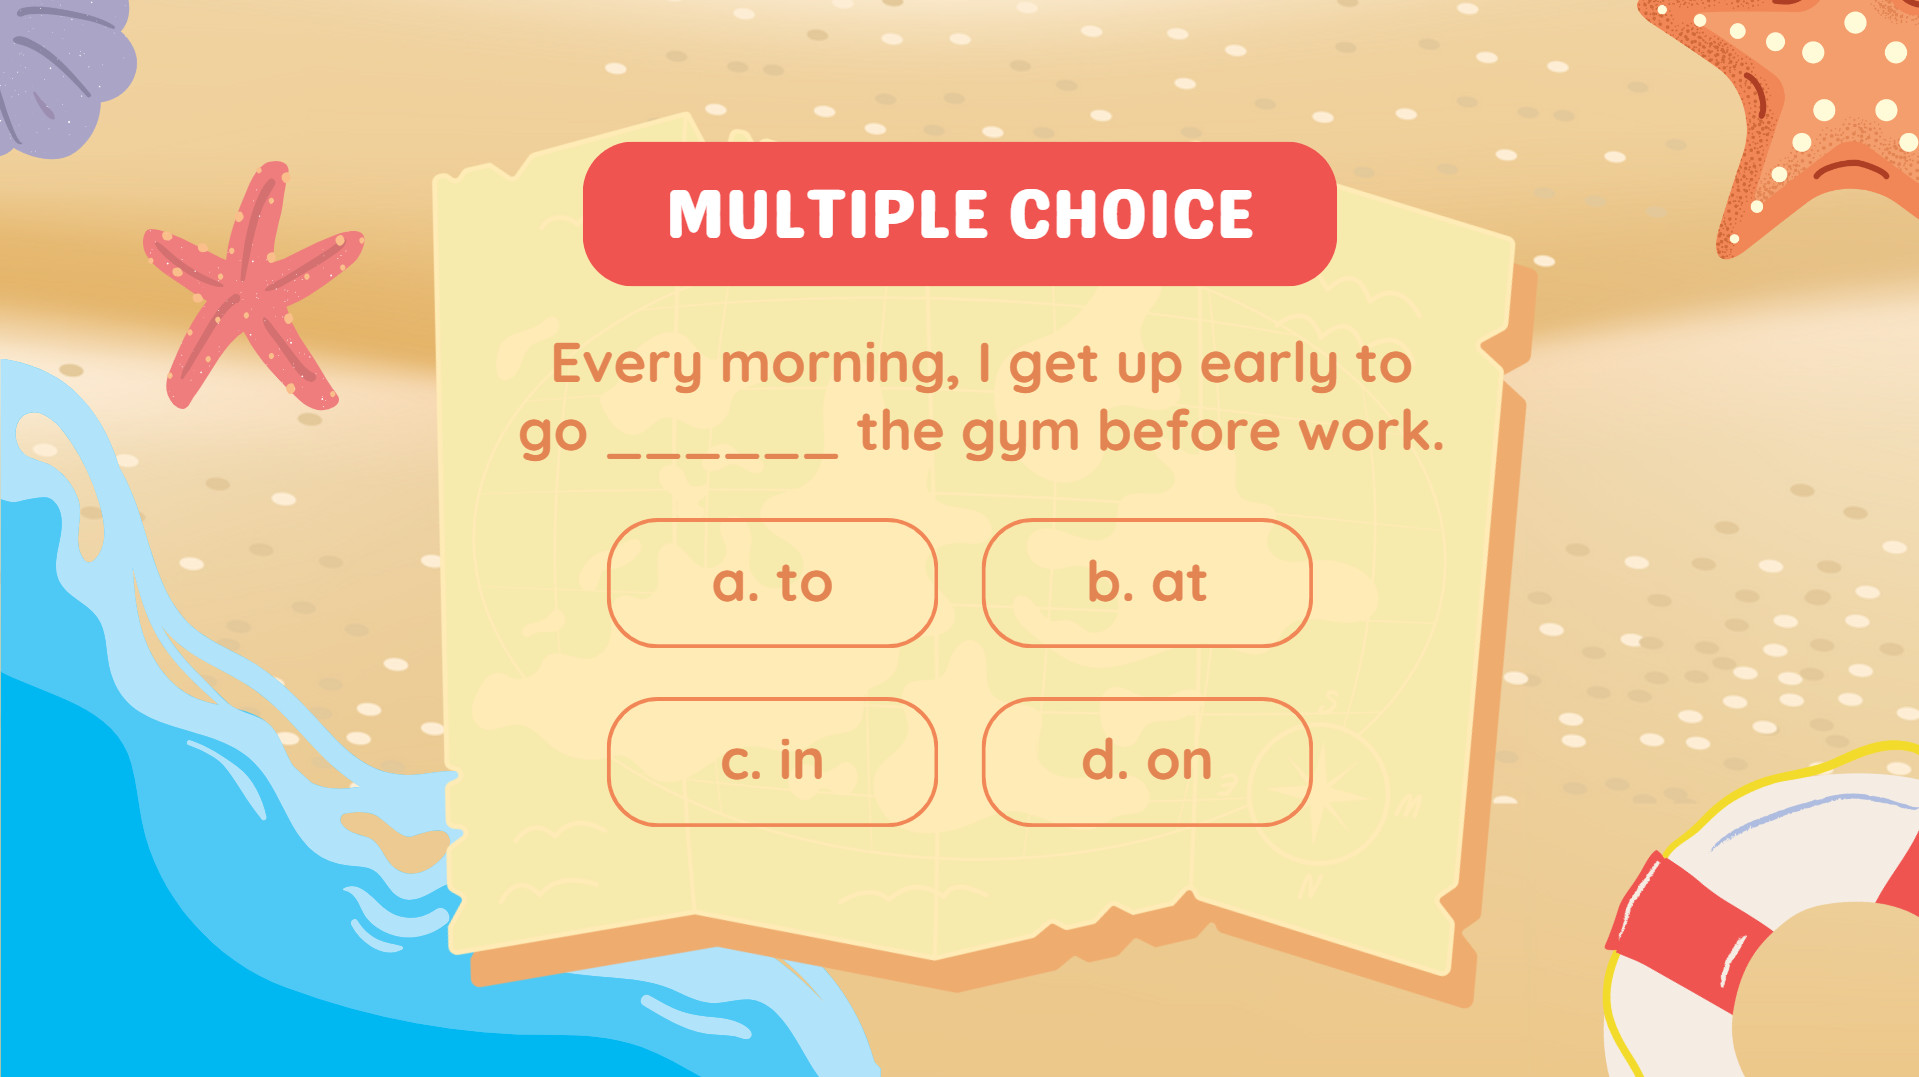 MULTIPLE CHOICE
Every morning, I get up early to
go ______ the gym before work.
a. to
b. at
c. in
d. on
S
M
N